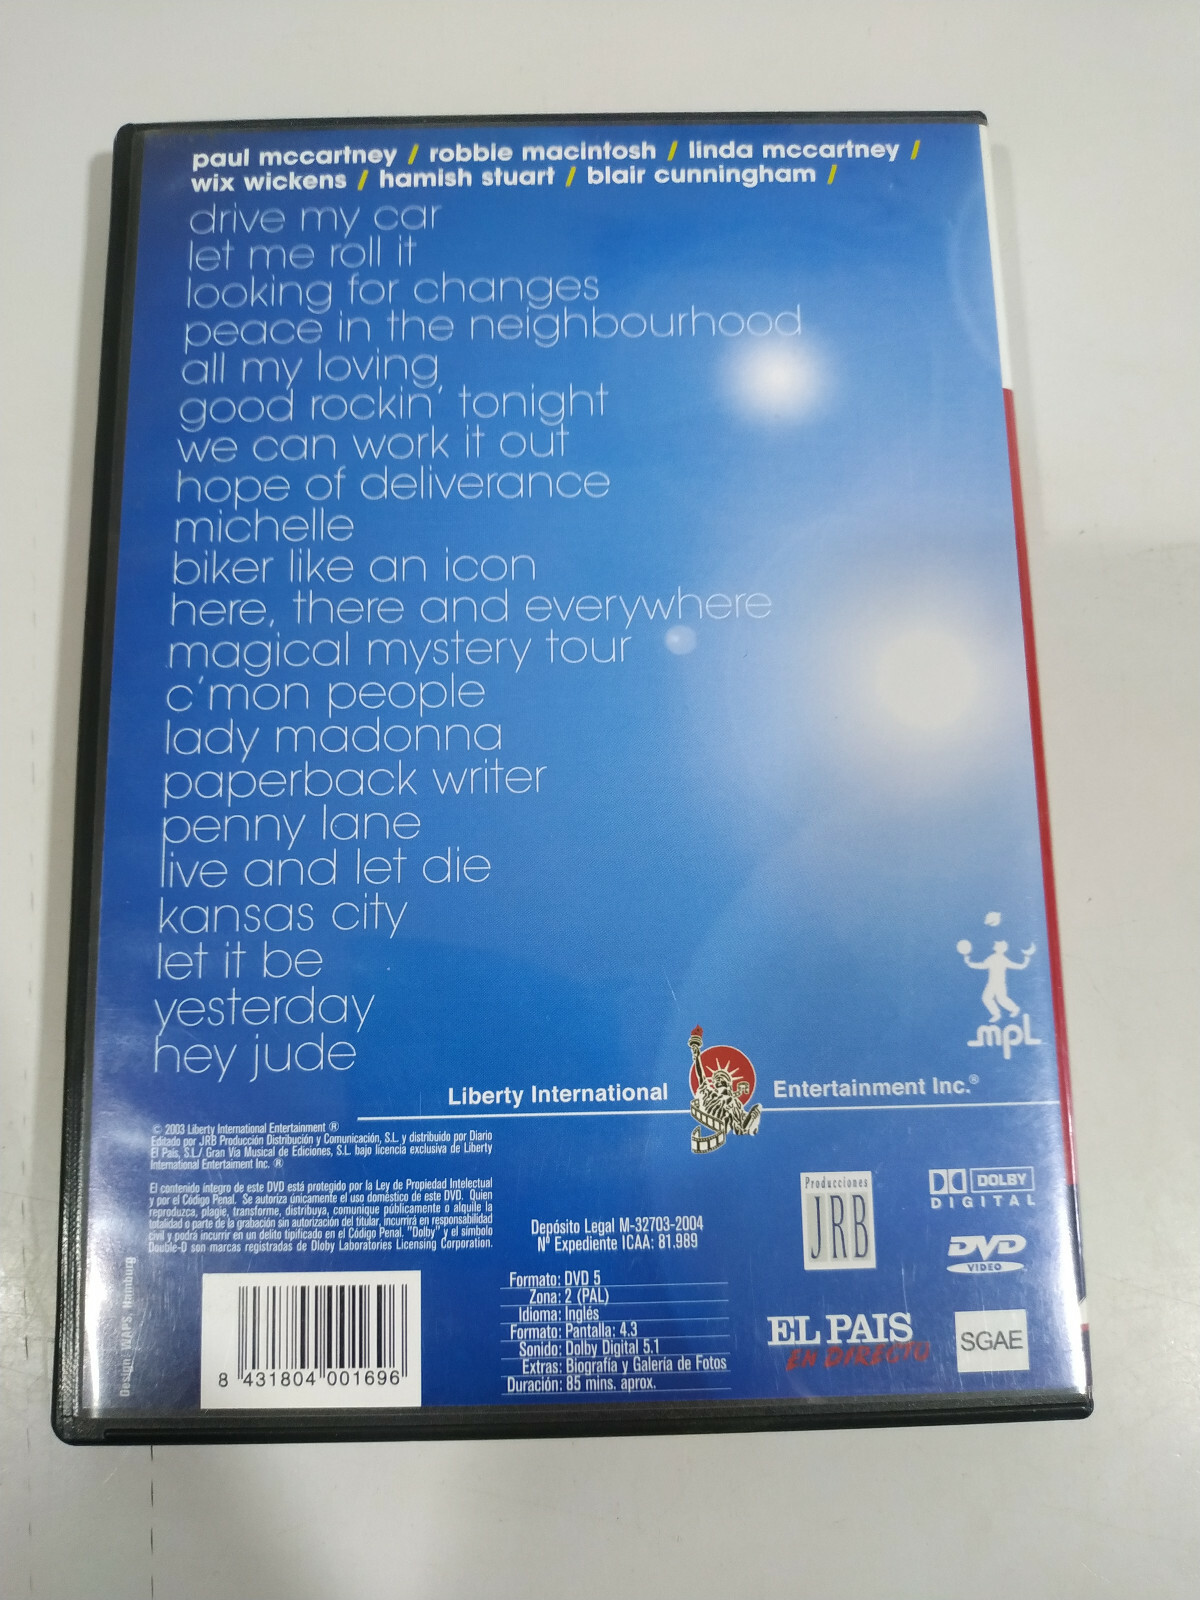 paul mccartney / robbie macintosh / linda mccartney /
wix wickens / hamish stuart / blair cunningham /
drive my car
let me roll it
looking for changes
peace in the neighbourhood
all my loving
good rockin' tonight
we can work it out
hope of deliverance
michelle
biker like an icon
here, there and everywhere
magical mystery tour
c'mon people
lady madonna
paperback writer
penny lane
live and let die
kansas city
let it be
yesterday
hey jude
mpl
Liberty International Entertainment Inc.®
© 2003 Liberty International Entertainment ®
Editado por JRB Producción Distribución y Comunicación, S.L. y distribuido por Diario
El Pais, S.L/ Gran Vía Musical de Ediciones, S.L. bajo licencia exclusiva de Liberty
International Entertaiment Inc. ®
El contenido íntegro de este DVD está protegido por la Ley de Propiedad Intelectual
y por el Código Penal. Se autoriza únicamente el uso doméstico de este DVD. Quien
reproduzca, plagie, transforme, distribuya, comunique públicamente o alquile la
totalidad o parte de la grabación sin autorización del titular, incurrirá en responsabilidad
civil y podrá incurrir en un delito tipificado en el Código Penal. "Dolby" y el símbolo
Double-D son marcas registradas de Dloby Laboratories Licensing Corporation.
Depósito Legal M-32703-2004
Nº Expediente ICAA: 81.989
Producciones
JRB
DOLBY
DIGITAL
DVD
VIDEO
Design: WAPS, Hamburg
8 431804 001696
Formato: DVD 5
Zona: 2 (PAL)
Idioma: Inglés
Formato: Pantalla: 4.3
Sonido: Dolby Digital 5.1
Extras: Biografía y Galería de Fotos
Duración: 85 mins. aprox.
EL PAIS
EN DIRECTO
SGAE